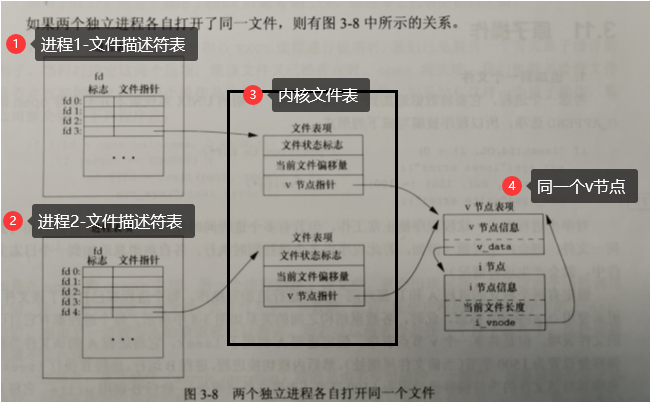 如果两个独立进程各自打开了同一文件，则有图 3-8 中所示的关系。
1 进程1-文件描述符表
fd
标志 文件指针
fd 0:
fd 1:
fd 2:
fd 3:
...
3 内核文件表
文件表项
文件状态标志
当前文件偏移量
v 节点指针
4 同一个v节点
v 节点表项
v 节点信息
v_data
i 节点
i 节点信息
当前文件长度
i_vnode
2 进程2-文件描述符表
fd
标志 文件指针
fd 0:
fd 1:
fd 2:
fd 3:
fd 4:
...
文件表项
文件状态标志
当前文件偏移量
v 节点指针
图 3-8 两个独立进程各自打开同一个文件